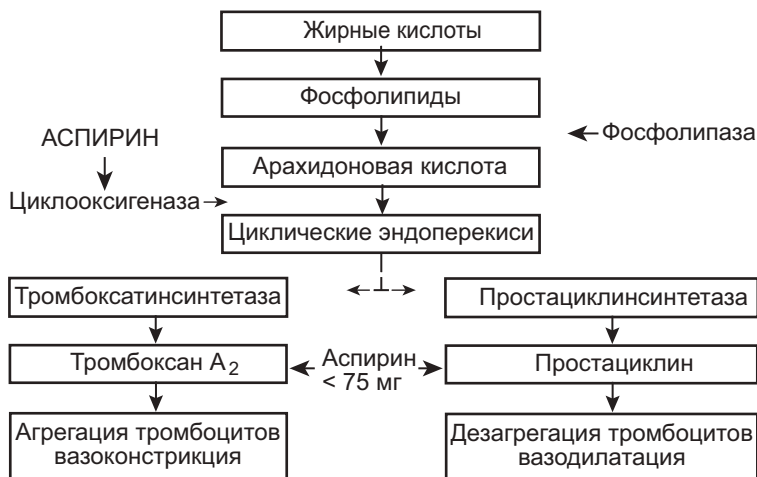 Жирные кислоты
Фосфолипиды
АСПИРИН
Фосфолипаза
Арахидоновая кислота
Циклооксигеназа
Циклические эндоперекиси
Тромбоксатинсинтетаза
Простациклинсинтетаза
Тромбоксан А2
Аспирин
< 75 мг
Простациклин
Агрегация тромбоцитов
вазоконстрикция
Дезагрегация тромбоцитов
вазодилатация